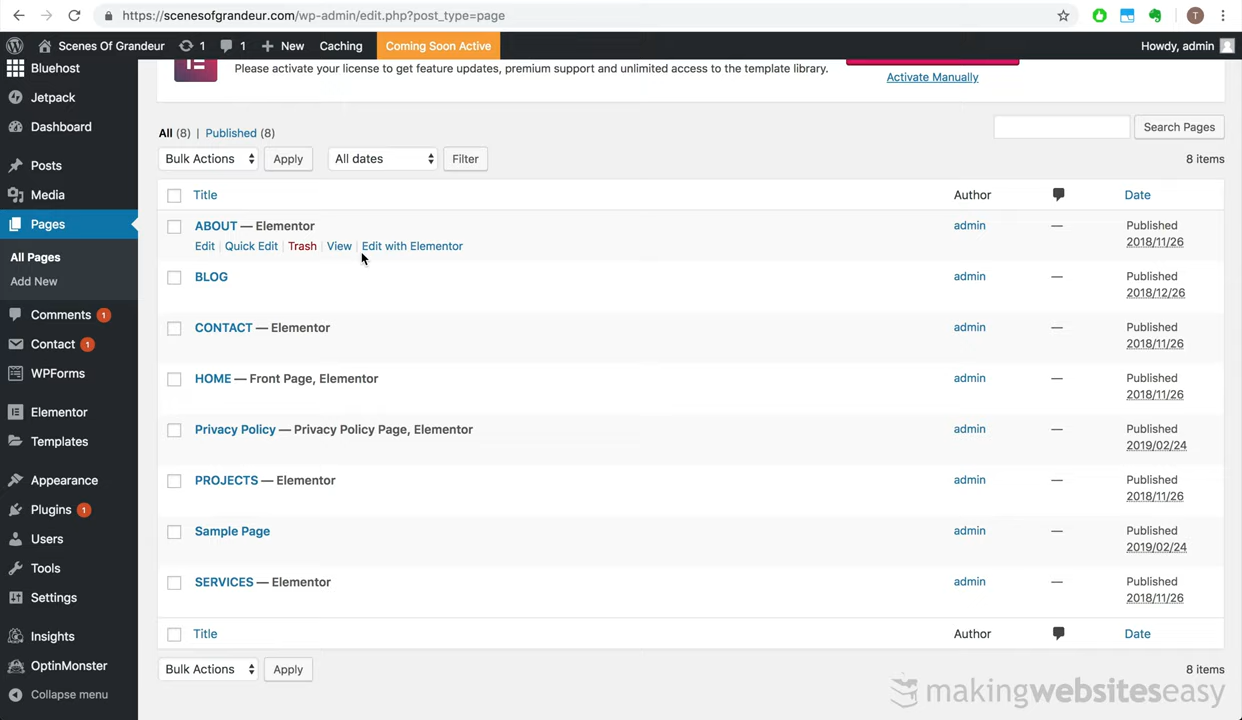 https://scenesofgrandeur.com/wp-admin/edit.php?post_type=page
T
Scenes Of Grandeur 1 1 New Caching Coming Soon Active Howdy, admin
Bluehost
Jetpack
Dashboard
Posts
Media
Pages
All Pages
Add New
Comments 1
Contact 1
WPForms
Elementor
Templates
Appearance
Plugins 1
Users
Tools
Settings
Insights
OptinMonster
Collapse menu
Please activate your license to get feature updates, premium support and unlimited access to the template library.
Activate Manually
All (8) | Published (8)
Search Pages
Bulk Actions Apply All dates Filter 8 items
Title Author Date
ABOUT — Elementor admin — Published
2018/11/26
Edit | Quick Edit | Trash | View | Edit with Elementor
BLOG admin — Published
2018/12/26
CONTACT — Elementor admin — Published
2018/11/26
HOME — Front Page, Elementor admin — Published
2018/11/26
Privacy Policy — Privacy Policy Page, Elementor admin — Published
2019/02/24
PROJECTS — Elementor admin — Published
2018/11/26
Sample Page admin — Published
2019/02/24
SERVICES — Elementor admin — Published
2018/11/26
Title Author Date
Bulk Actions Apply 8 items
makingwebsiteseasy